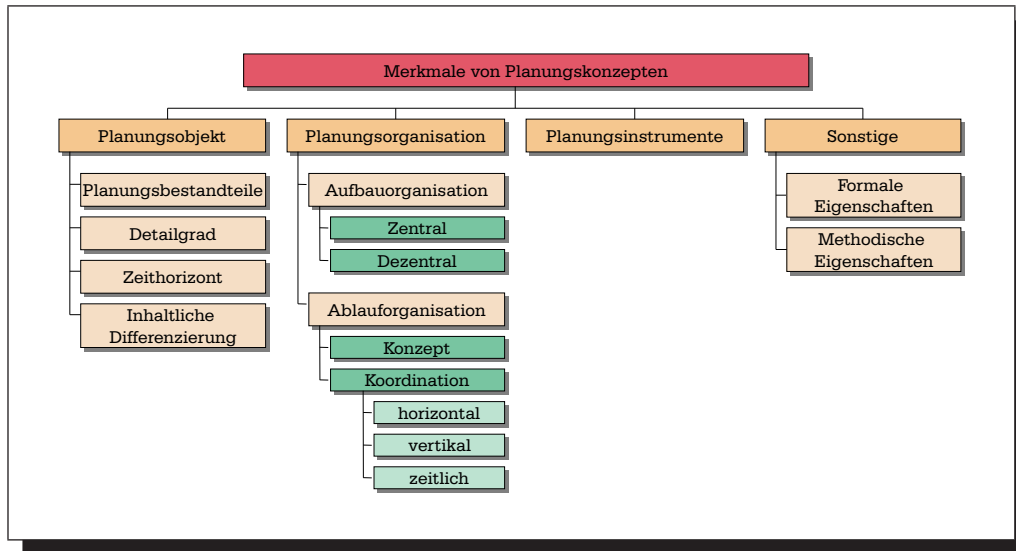 Merkmale von Planungskonzepten
Planungsobjekt
Planungsbestandteile
Detailgrad
Zeithorizont
Inhaltliche
Differenzierung
Planungsorganisation
Aufbauorganisation
Zentral
Dezentral
Ablauforganisation
Konzept
Koordination
horizontal
vertikal
zeitlich
Planungsinstrumente
Sonstige
Formale
Eigenschaften
Methodische
Eigenschaften